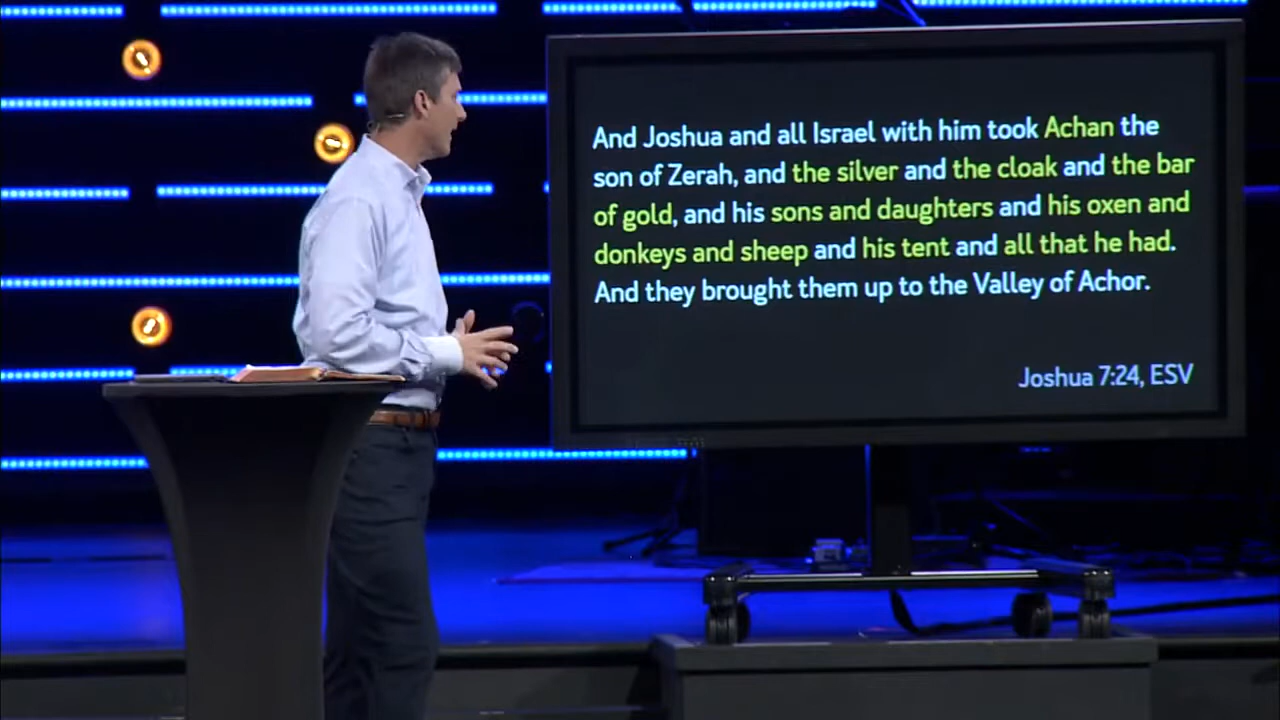 And Joshua and all Israel with him took Achan the
son of Zerah, and the silver and the cloak and the bar
of gold, and his sons and daughters and his oxen and
donkeys and sheep and his tent and all that he had.
And they brought them up to the Valley of Achor.
Joshua 7:24, ESV